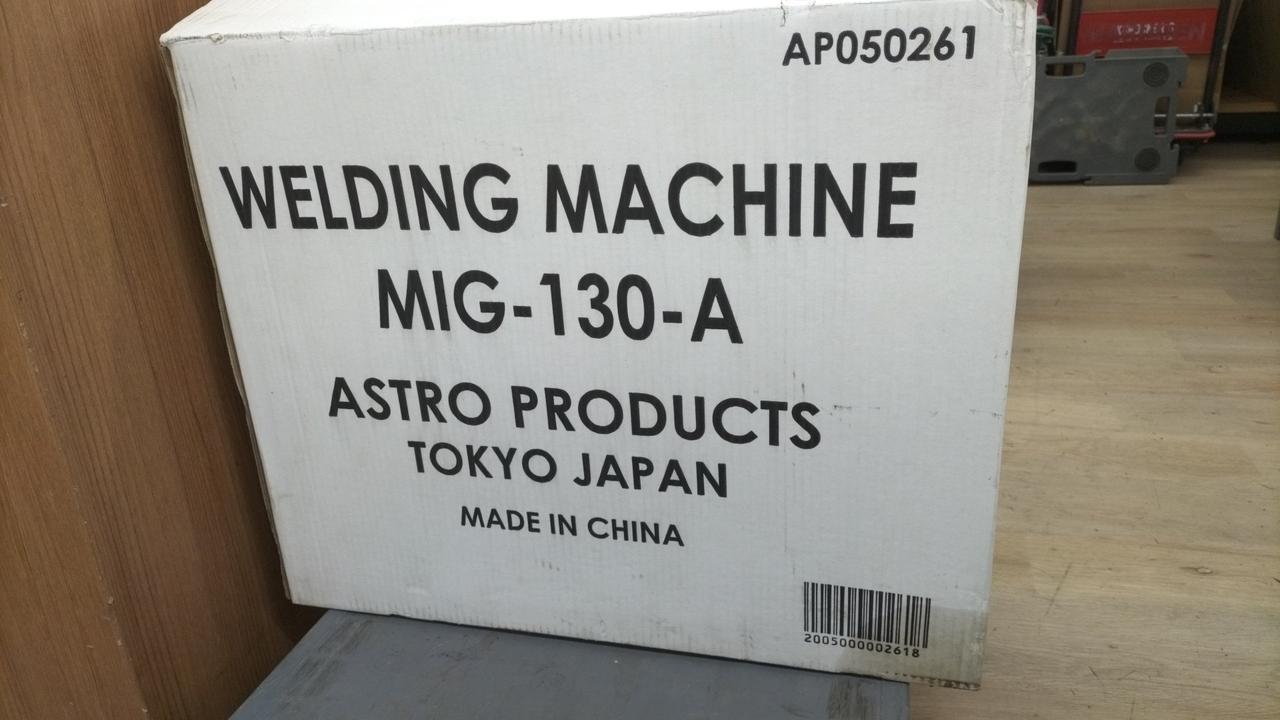 AP050261
WELDING MACHINE
MIG-130-A
ASTRO PRODUCTS
TOKYO JAPAN
MADE IN CHINA
2005000002618